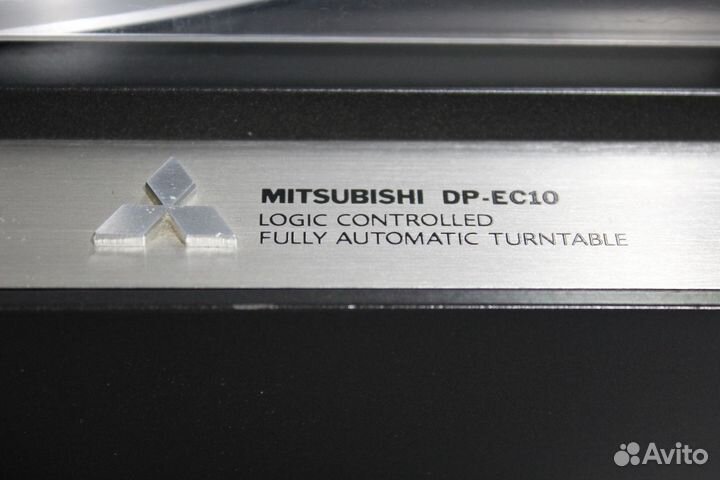 MITSUBISHI DP-EC10
LOGIC CONTROLLED
FULLY AUTOMATIC TURNTABLE
Avito